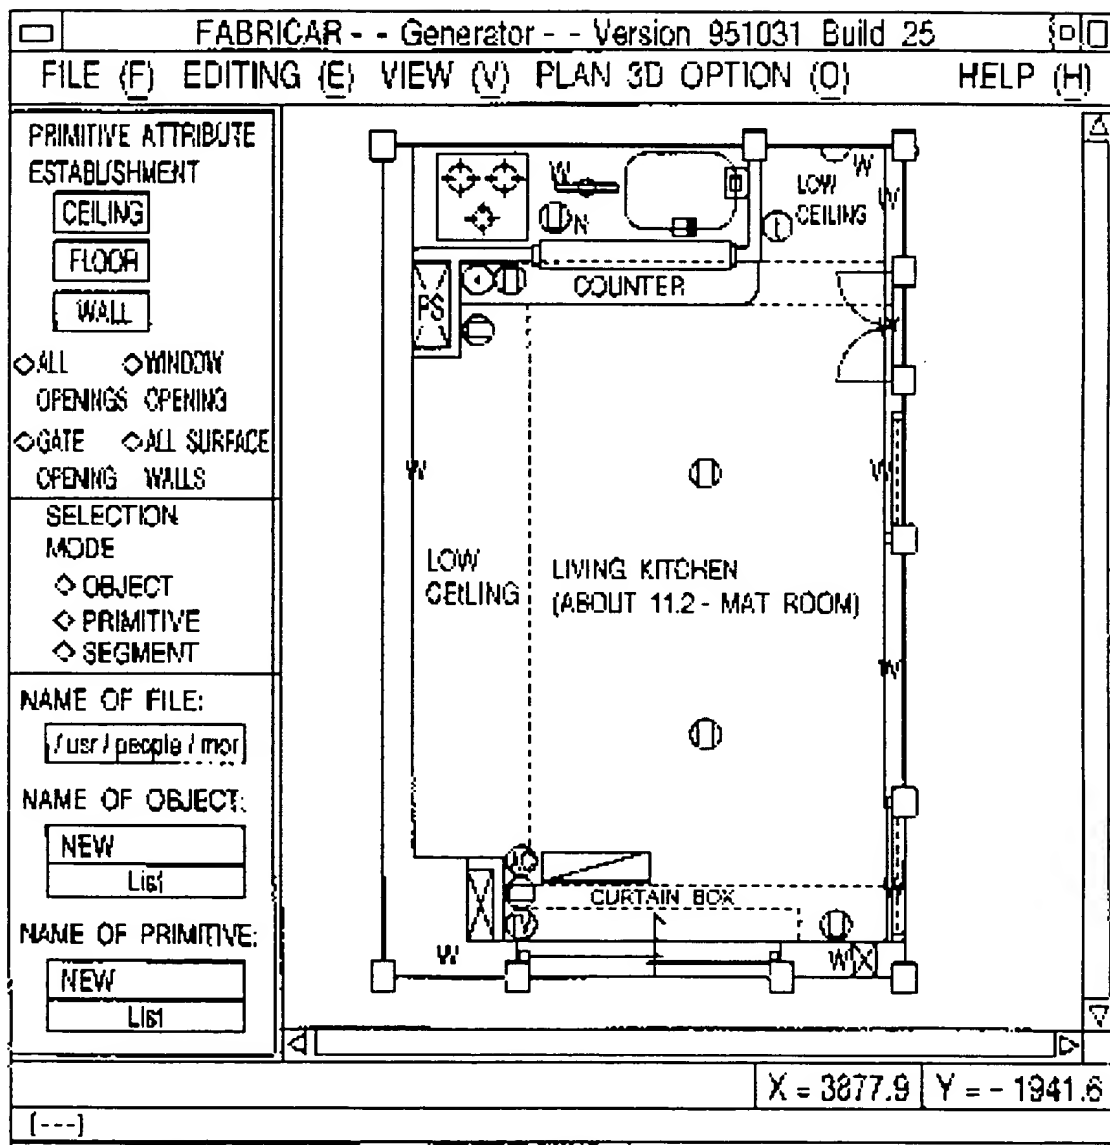 FABRICAR - - Generator - - Version 951031 Build 25
FILE (F) EDITING (E) VIEW (V) PLAN 3D OPTION (O) HELP (H)
PRIMITIVE ATTRIBUTE
ESTABLISHMENT
CEILING
FLOOR
WALL
ALL WINDOW
OPENINGS OPENING
GATE ALL SURFACE
OPENING WALLS
SELECTION
MODE
OBJECT
PRIMITIVE
SEGMENT
NAME OF FILE:
/ usr / people / mor
NAME OF OBJECT:
NEW
List
NAME OF PRIMITIVE:
NEW
List
W
W
LOW
CEILING
W
N
t
COUNTER
PS
W
W
W
LOW
CEILING
LIVING KITCHEN
(ABOUT 11.2 - MAT ROOM)
W
CURTAIN BOX
TV
W
W
X = 3877.9 Y = - 1941.6
(---)